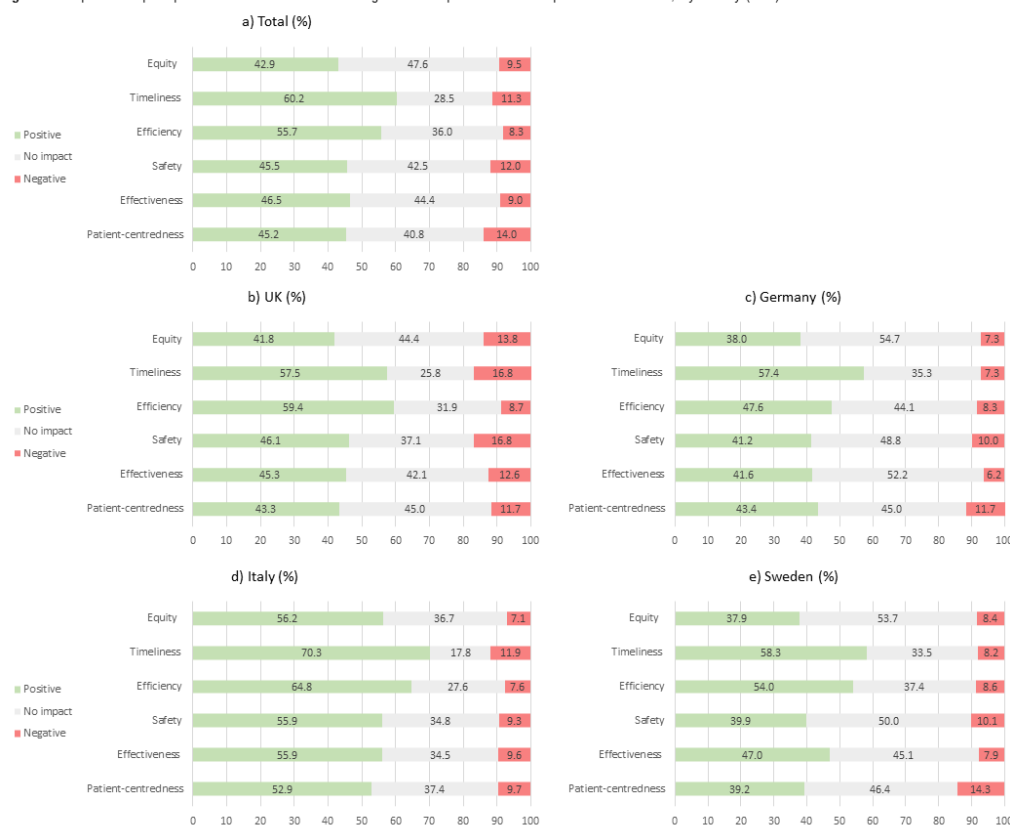 a) Total (%)
Positive
No impact
Negative
Equity 42.9 47.6 9.5
Timeliness 60.2 28.5 11.3
Efficiency 55.7 36.0 8.3
Safety 45.5 42.5 12.0
Effectiveness 46.5 44.4 9.0
Patient-centredness 45.2 40.8 14.0
0 10 20 30 40 50 60 70 80 90 100
b) UK (%)
Positive
No impact
Negative
Equity 41.8 44.4 13.8
Timeliness 57.5 25.8 16.8
Efficiency 59.4 31.9 8.7
Safety 46.1 37.1 16.8
Effectiveness 45.3 42.1 12.6
Patient-centredness 43.3 45.0 11.7
0 10 20 30 40 50 60 70 80 90 100
c) Germany (%)
Equity 38.0 54.7 7.3
Timeliness 57.4 35.3 7.3
Efficiency 47.6 44.1 8.3
Safety 41.2 48.8 10.0
Effectiveness 41.6 52.2 6.2
Patient-centredness 43.4 45.0 11.7
0 10 20 30 40 50 60 70 80 90 100
d) Italy (%)
Positive
No impact
Negative
Equity 56.2 36.7 7.1
Timeliness 70.3 17.8 11.9
Efficiency 64.8 27.6 7.6
Safety 55.9 34.8 9.3
Effectiveness 55.9 34.5 9.6
Patient-centredness 52.9 37.4 9.7
0 10 20 30 40 50 60 70 80 90 100
e) Sweden (%)
Equity 37.9 53.7 8.4
Timeliness 58.3 33.5 8.2
Efficiency 54.0 37.4 8.6
Safety 39.9 50.0 10.1
Effectiveness 47.0 45.1 7.9
Patient-centredness 39.2 46.4 14.3
0 10 20 30 40 50 60 70 80 90 100